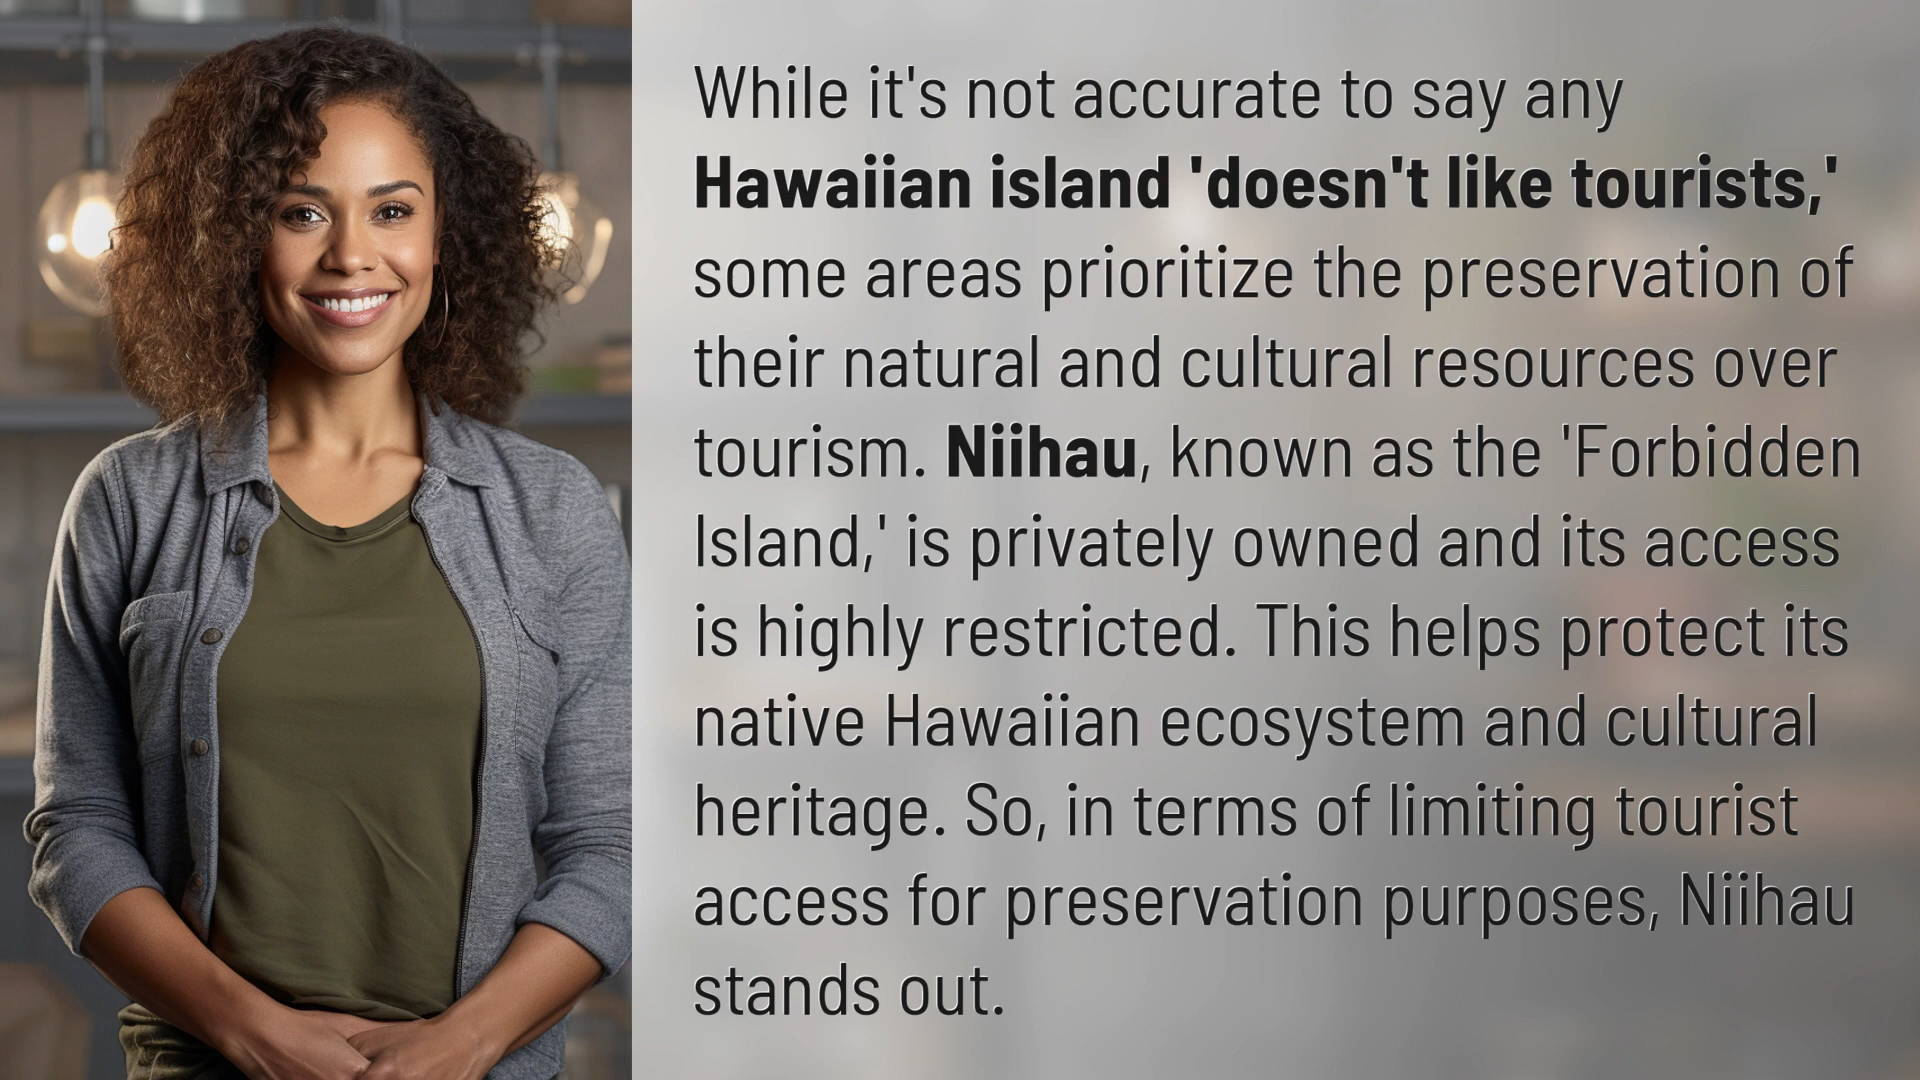 While it's not accurate to say any
Hawaiian island 'doesn't like tourists,'
some areas prioritize the preservation of
their natural and cultural resources over
tourism. Niihau, known as the 'Forbidden
Island,' is privately owned and its access
is highly restricted. This helps protect its
native Hawaiian ecosystem and cultural
heritage. So, in terms of limiting tourist
access for preservation purposes, Niihau
stands out.